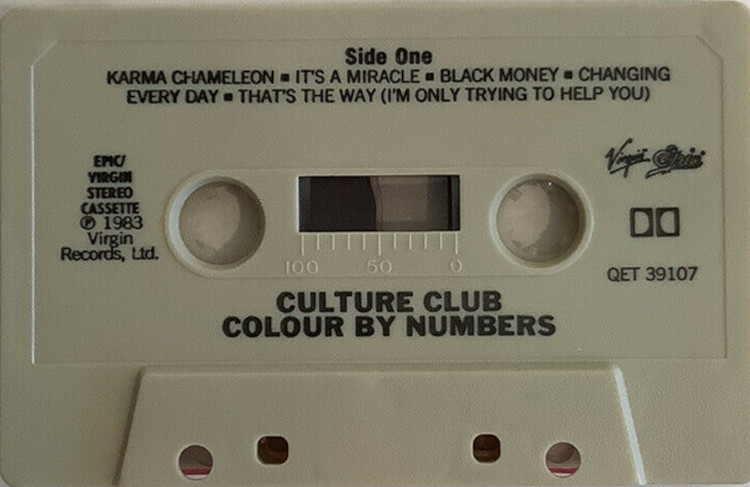 Side One
KARMA CHAMELEON ▪ IT'S A MIRACLE ▪ BLACK MONEY ▪ CHANGING
EVERY DAY ▪ THAT'S THE WAY (I'M ONLY TRYING TO HELP YOU)
EPIC/
VIRGIN
STEREO
CASSETTE
℗ 1983
Virgin
Records, Ltd.
Virgin Epic
QET 39107
100 50 0
CULTURE CLUB
COLOUR BY NUMBERS